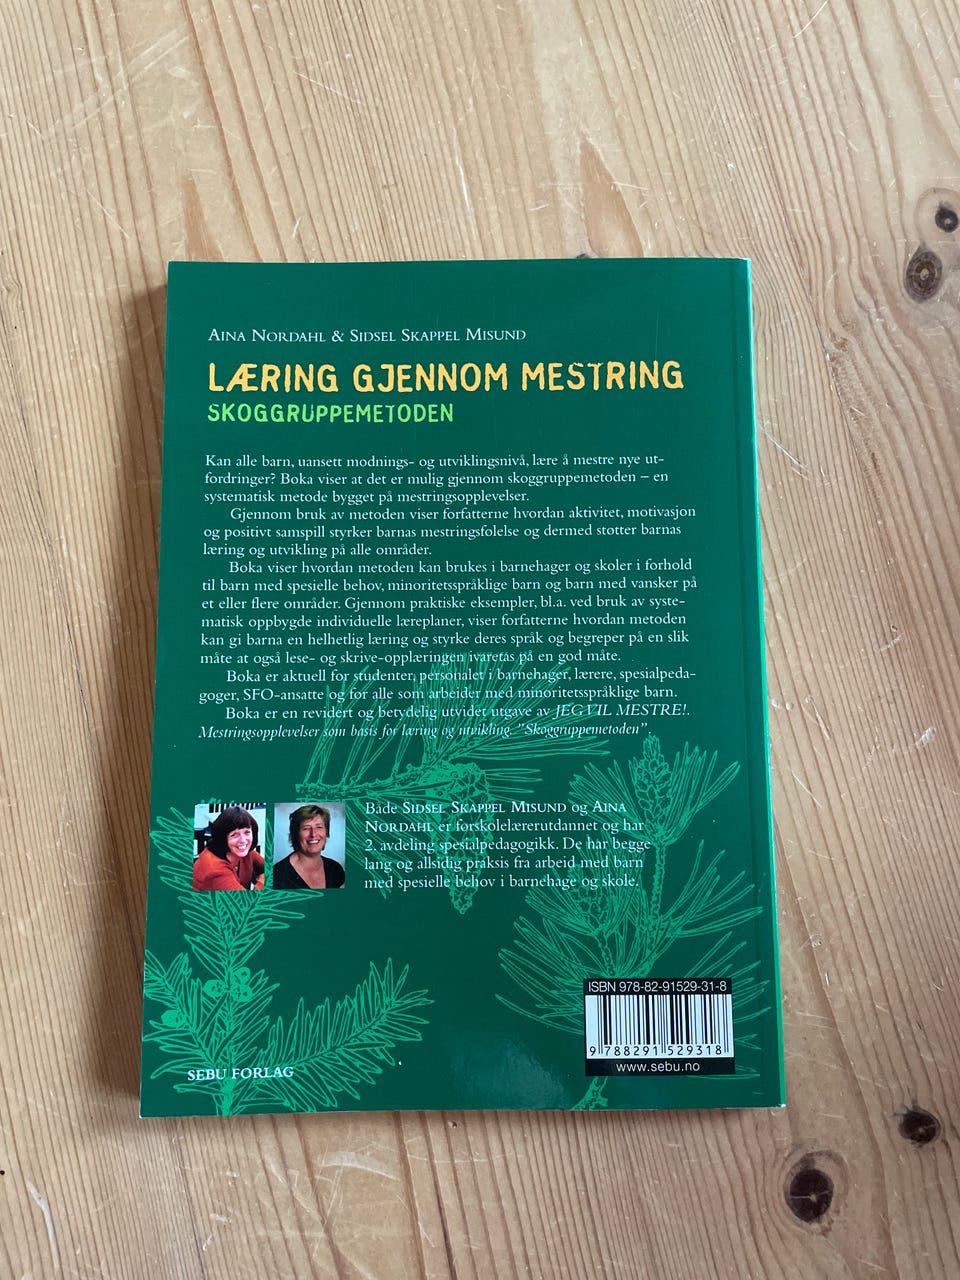 AINA NORDAHL & SIDSEL SKAPPEL MISUND
LÆRING GJENNOM MESTRING
SKOGGRUPPEMETODEN
Kan alle barn, uansett modnings- og utviklingsnivå, lære å mestre nye ut-
fordringer? Boka viser at det er mulig gjennom skoggruppemetoden – en
systematisk metode bygget på mestringsopplevelser.
Gjennom bruk av metoden viser forfatterne hvordan aktivitet, motivasjon
og positivt samspill styrker barnas mestringsfølelse og dermed støtter barnas
læring og utvikling på alle områder.
Boka viser hvordan metoden kan brukes i barnehager og skoler i forhold
til barn med spesielle behov, minoritetsspråklige barn og barn med vansker på
et eller flere områder. Gjennom praktiske eksempler, bl.a. ved bruk av syste-
matisk oppbygde individuelle læreplaner, viser forfatterne hvordan metoden
kan gi barna en helhetlig læring og styrke deres språk og begreper på en slik
måte at også lese- og skrive-opplæringen ivaretas på en god måte.
Boka er aktuell for studenter, personalet i barnehager, lærere, spesialpeda-
goger, SFO-ansatte og for alle som arbeider med minoritetsspråklige barn.
Boka er en revidert og betydelig utvidet utgave av JEG VIL MESTRE!.
Mestringsopplevelser som basis for læring og utvikling. "Skoggruppemetoden".
Både SIDSEL SKAPPEL MISUND og AINA
NORDAHL er førskolelærerutdannet og har
2. avdeling spesialpedagogikk. De har begge
lang og allsidig praksis fra arbeid med barn
med spesielle behov i barnehage og skole.
ISBN 978-82-91529-31-8
9 788291 529318
www.sebu.no
SEBU FORLAG